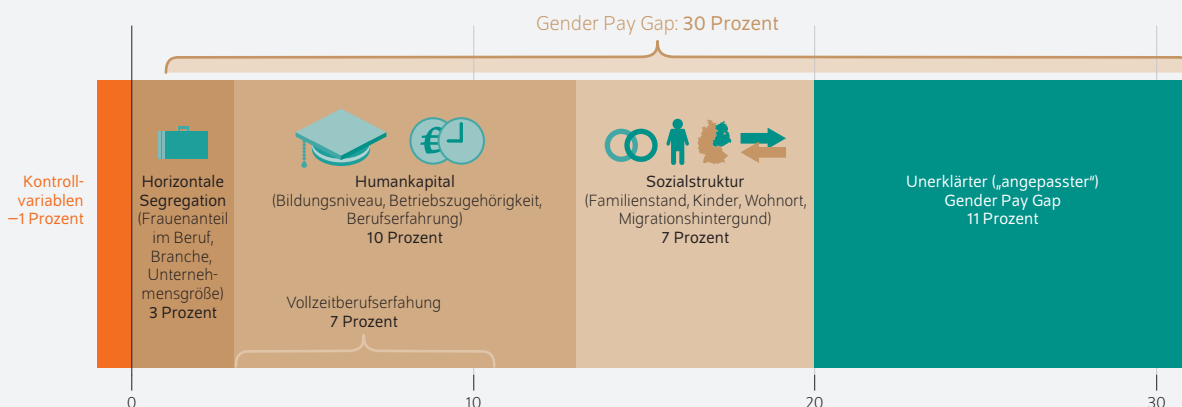 Gender Pay Gap: 30 Prozent
Kontroll-
variablen
–1 Prozent
Horizontale
Segregation
(Frauenanteil
im Beruf,
Branche,
Unterneh-
mensgröße)
3 Prozent
€
Humankapital
(Bildungsniveau, Betriebszugehörigkeit,
Berufserfahrung)
10 Prozent
Vollzeitberufserfahung
7 Prozent
Sozialstruktur
(Familienstand, Kinder, Wohnort,
Migrationshintergund)
7 Prozent
Unerklärter („angepasster“)
Gender Pay Gap
11 Prozent
0
10
20
30